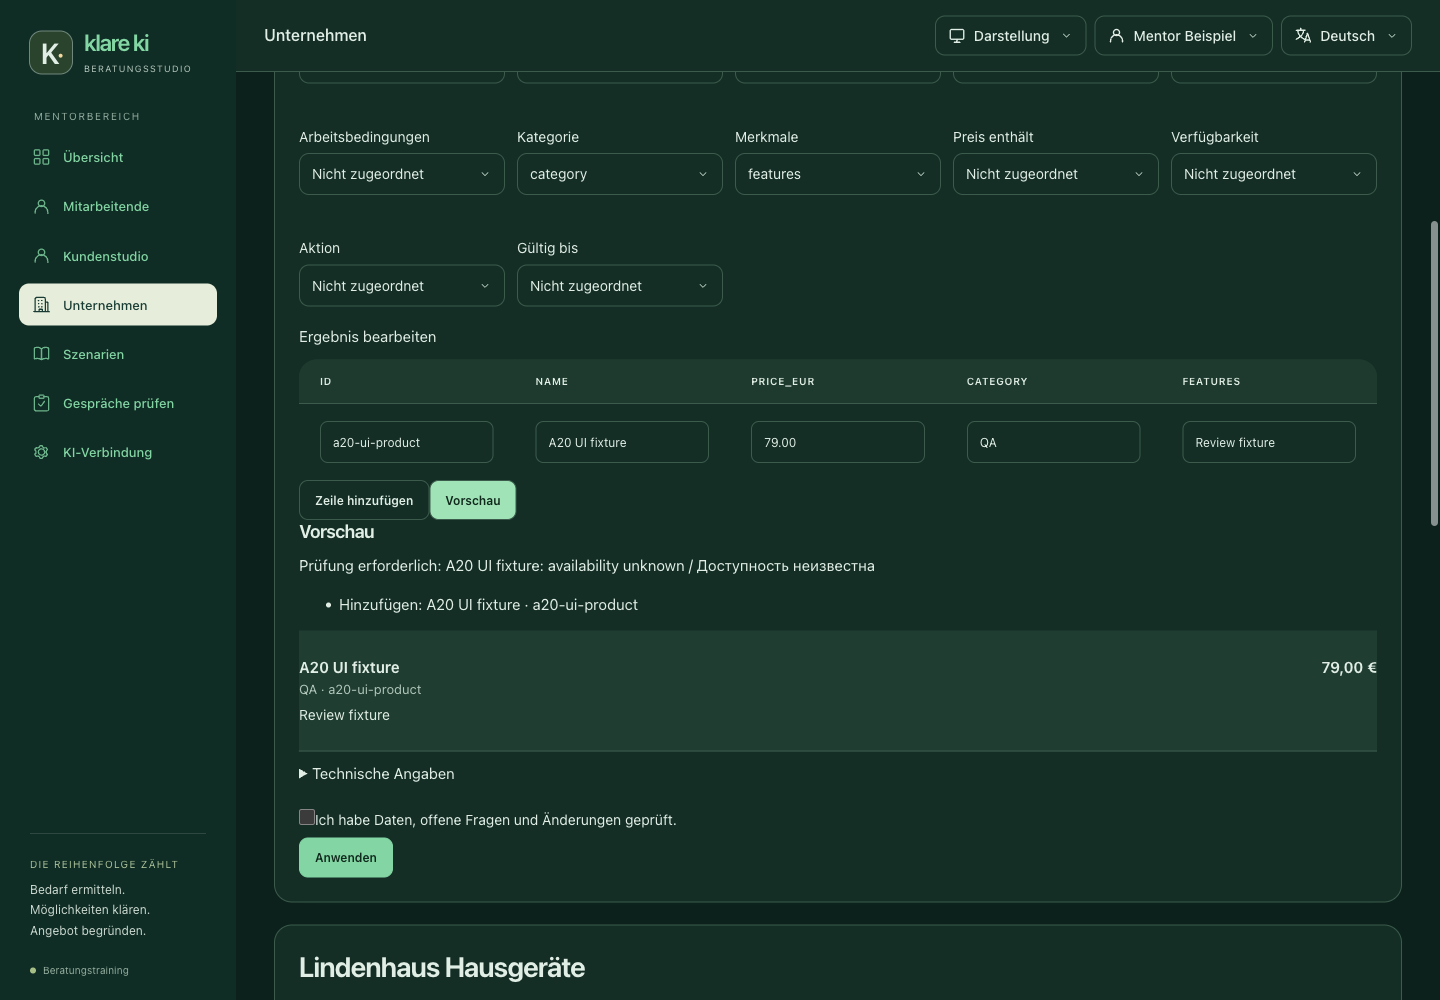 K
klare ki
BERATUNGSSTUDIO
MENTORBEREICH
Übersicht
Mitarbeitende
Kundenstudio
Unternehmen
Szenarien
Gespräche prüfen
KI-Verbindung
DIE REIHENFOLGE ZÄHLT
Bedarf ermitteln.
Möglichkeiten klären.
Angebot begründen.
Beratungstraining
Unternehmen
Darstellung
Mentor Beispiel
Deutsch
Arbeitsbedingungen Kategorie Merkmale Preis enthält Verfügbarkeit
Nicht zugeordnet category features Nicht zugeordnet Nicht zugeordnet
Aktion Gültig bis
Nicht zugeordnet Nicht zugeordnet
Ergebnis bearbeiten
ID NAME PRICE_EUR CATEGORY FEATURES
a20-ui-product A20 UI fixture 79.00 QA Review fixture
Zeile hinzufügen Vorschau
Vorschau
Prüfung erforderlich: A20 UI fixture: availability unknown / Доступность неизвестна
• Hinzufügen: A20 UI fixture · a20-ui-product
A20 UI fixture 79,00 €
QA · a20-ui-product
Review fixture
Technische Angaben
Ich habe Daten, offene Fragen und Änderungen geprüft.
Anwenden
Lindenhaus Hausgeräte